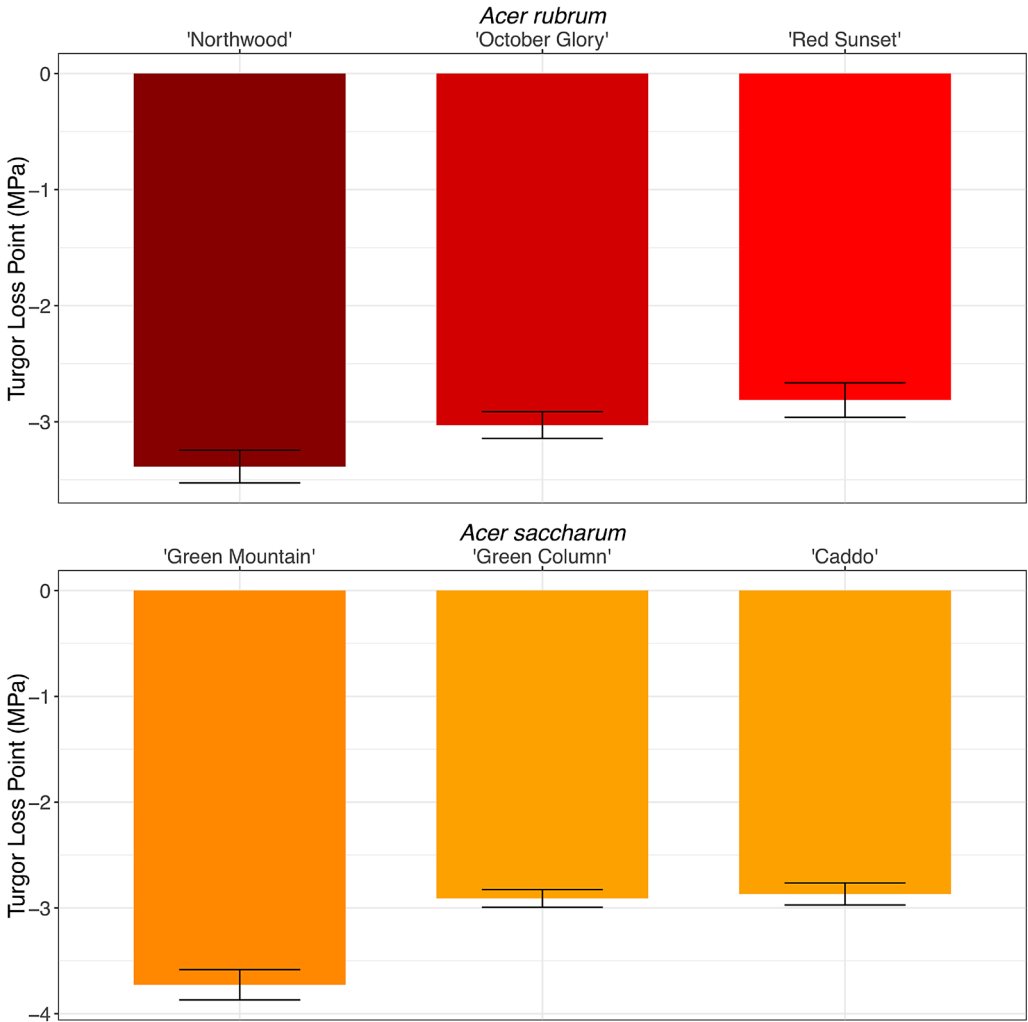 Acer rubrum
'Northwood' 'October Glory' 'Red Sunset'
0
−1
−2
−3
Turgor Loss Point (MPa)
Acer saccharum
'Green Mountain' 'Green Column' 'Caddo'
0
−1
−2
−3
−4
Turgor Loss Point (MPa)